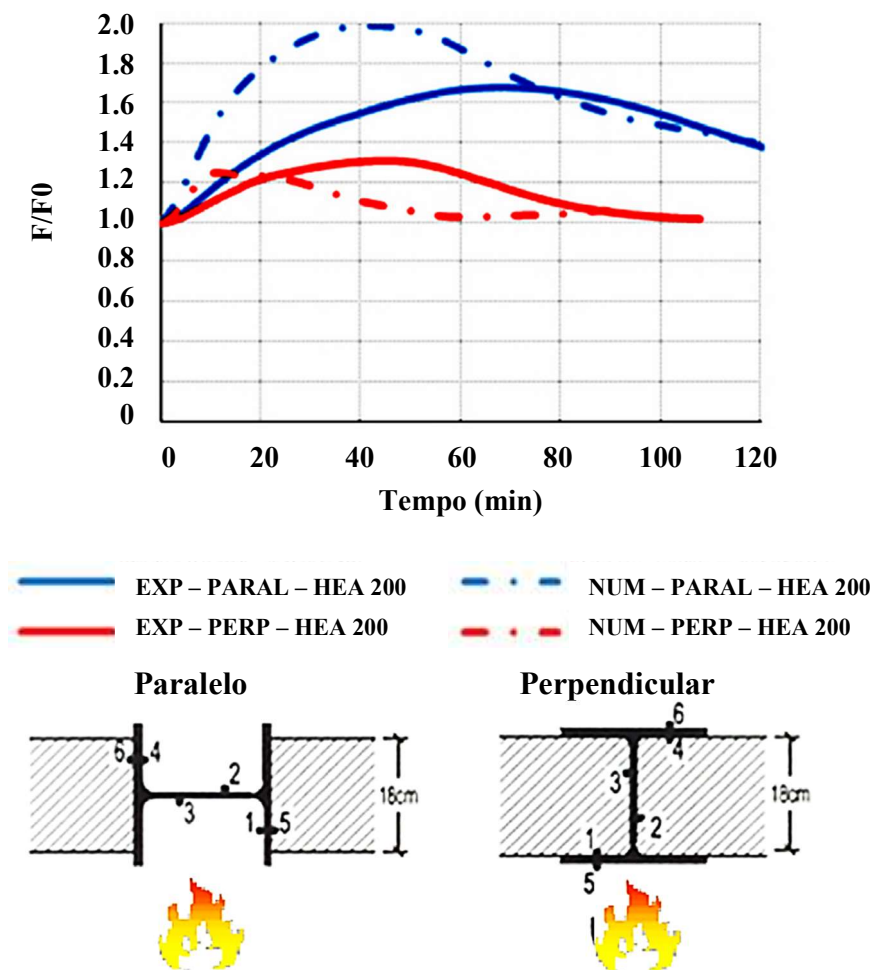 2.0
1.8
1.6
1.4
1.2
1.0
0.8
0.6
0.4
0.2
0
F/F0
0 20 40 60 80 100 120
Tempo (min)
EXP – PARAL – HEA 200 NUM – PARAL – HEA 200
EXP – PERP – HEA 200 NUM – PERP – HEA 200
Paralelo Perpendicular
6 4 2 3 1 5 18cm
6 4 3 2 1 5 18cm